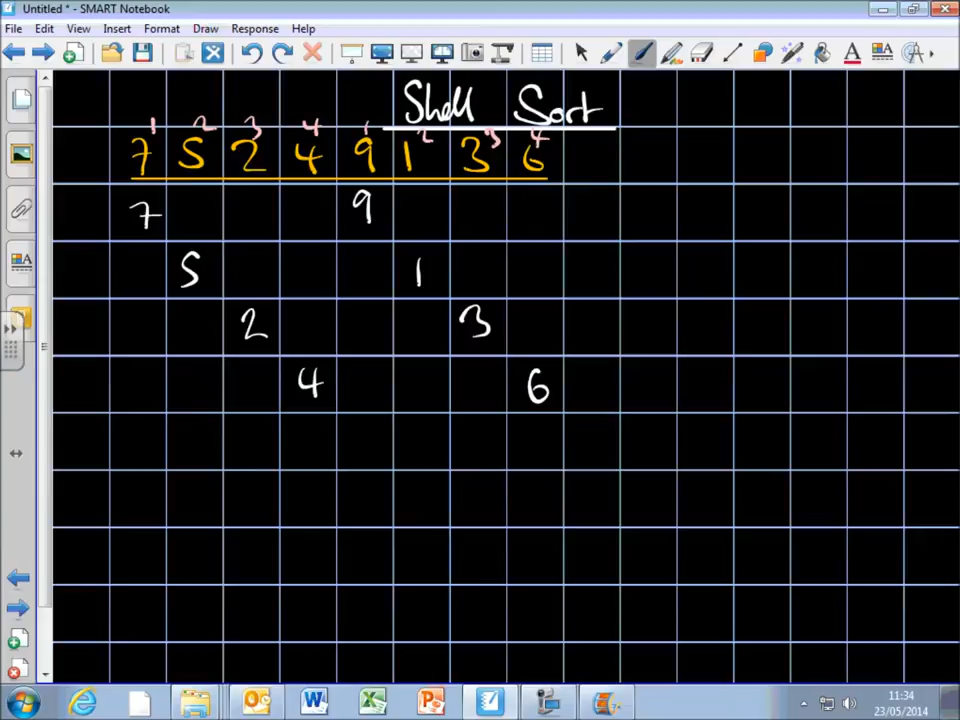 Untitled * - SMART Notebook
File Edit View Insert Format Draw Response Help
Shell Sort
1 2 3 4 1 2 3 4
7 5 2 4 9 1 3 6
7 9
5 1
2 3
4 6
11:34
23/05/2014